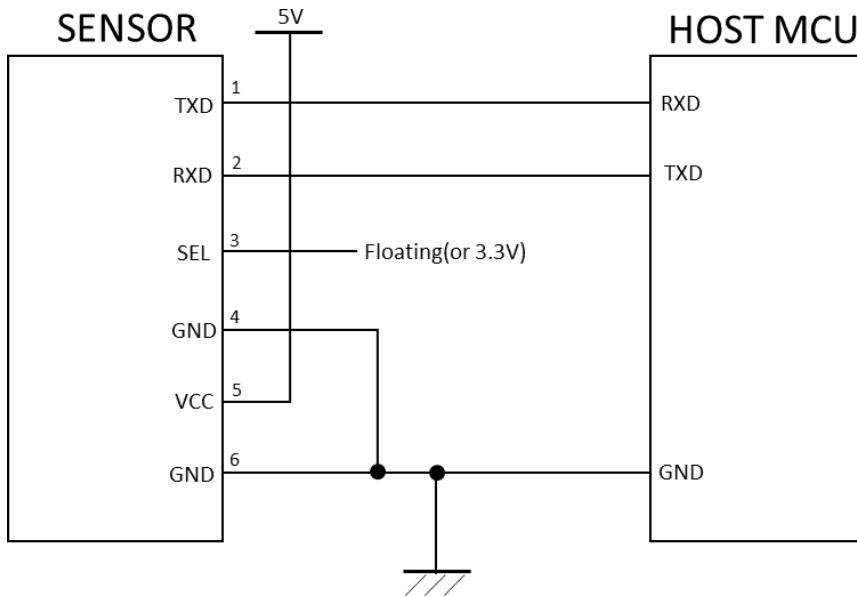 SENSOR
5V
HOST MCU
TXD
1
RXD
RXD
2
TXD
SEL
3
Floating(or 3.3V)
GND
4
VCC
5
GND
6
GND